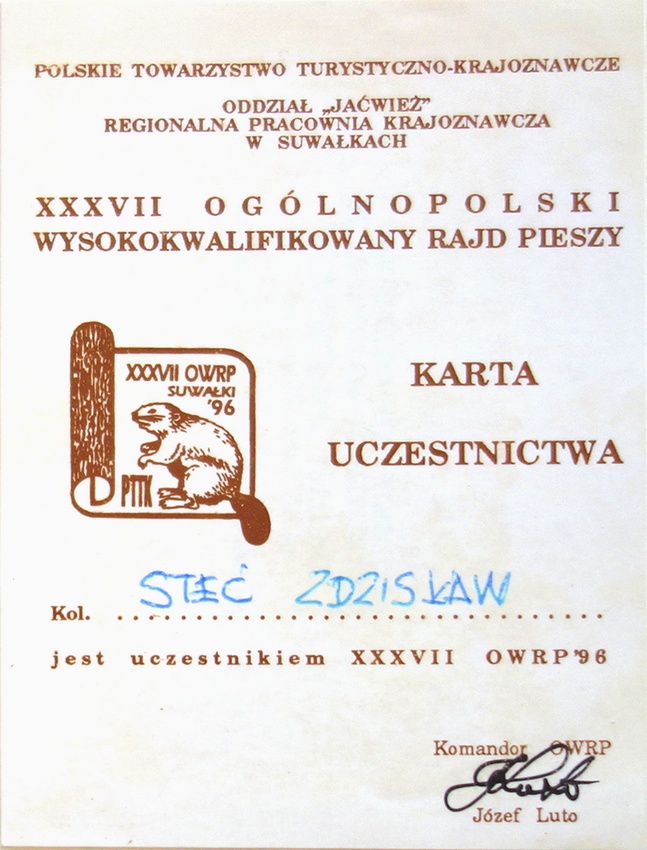 POLSKIE TOWARZYSTWO TURYSTYCZNO-KRAJOZNAWCZE
ODDZIAŁ „JAĆWIEŻ”
REGIONALNA PRACOWNIA KRAJOZNAWCZA
W SUWAŁKACH
XXXVII OGÓLNOPOLSKI
WYSOKOKWALIFIKOWANY RAJD PIESZY
XXXVII OWRP
SUWAŁKI
'96
PTTK
KARTA
UCZESTNICTWA
Kol. STEĆ ZDZISŁAW
jest uczestnikiem XXXVII OWRP'96
Komandor OWRP
Józef Luto